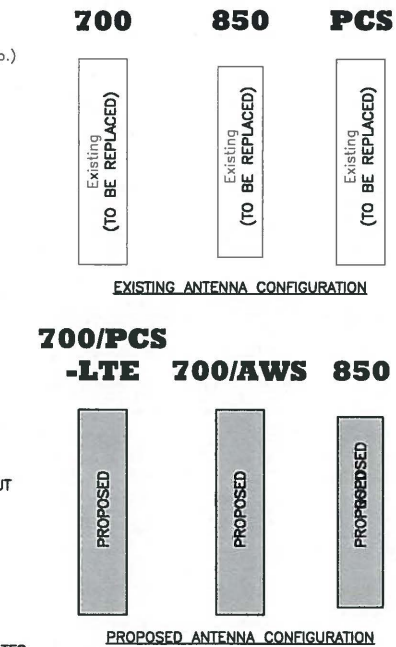 700 850 PCS
o.)
Existing
(TO BE REPLACED)
Existing
(TO BE REPLACED)
Existing
(TO BE REPLACED)
EXISTING ANTENNA CONFIGURATION
700/PCS
-LTE 700/AWS 850
PROPOSED
PROPOSED
UT
PROPOSED ANTENNA CONFIGURATION